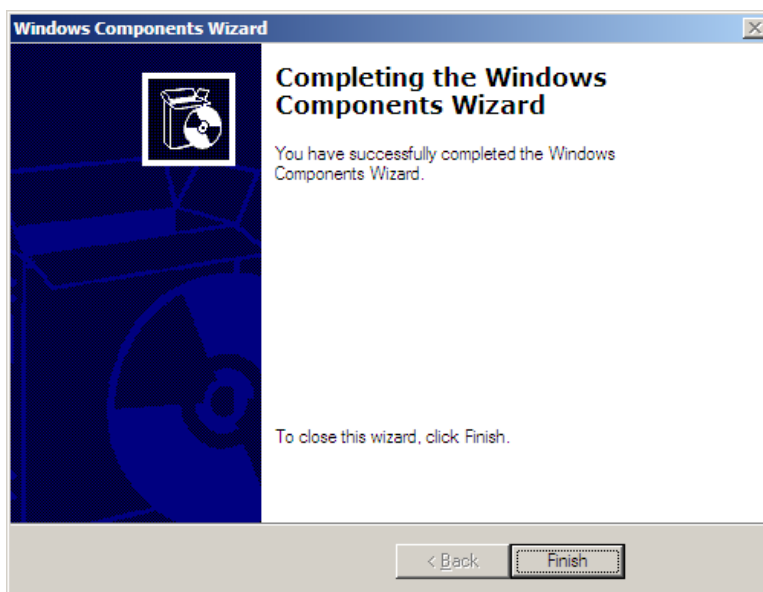 Windows Components Wizard
Completing the Windows
Components Wizard
You have successfully completed the Windows
Components Wizard.
To close this wizard, click Finish.
< Back
Finish